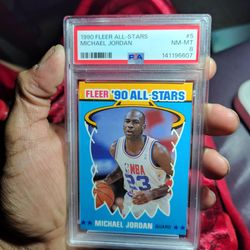 1990 FLEER ALL-STARS #5
MICHAEL JORDAN NM-MT
8
PSA 141195607
FLEER '90 ALL-STARS
NBA
23
MICHAEL JORDAN GUARD